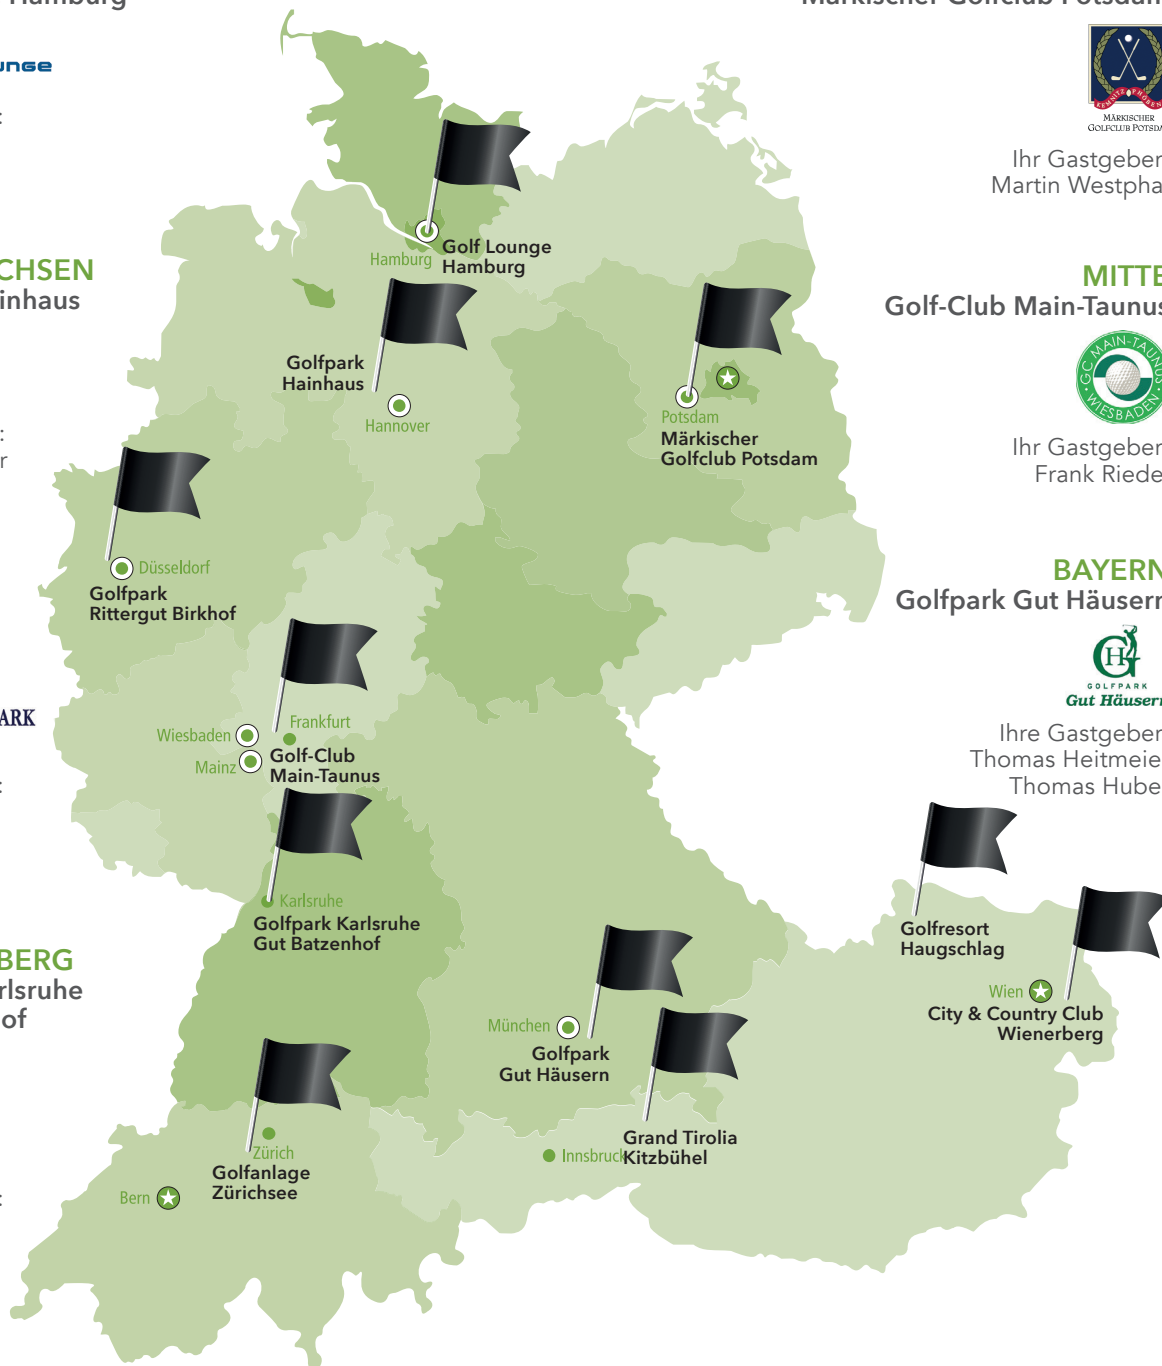 Hamburg
Märkischer Golfclub Potsdam
UNGE
:
KEMNITZ PHÖBEN
MÄRKISCHER
GOLFCLUB POTSDA
Ihr Gastgeber
Martin Westpha
Hamburg
Golf Lounge
Hamburg
CHSEN
inhaus
MITTE
Golf-Club Main-Taunus
GC MAIN-TAUNUS
WIESBADEN
Ihr Gastgeber
Frank Riede
Golfpark
Hainhaus
Hannover
Potsdam
Märkischer
Golfclub Potsdam
:
r
Düsseldorf
Golfpark
Rittergut Birkhof
BAYERN
Golfpark Gut Häusern
GH
GOLFPARK
Gut Häusern
Ihre Gastgeber
Thomas Heitmeie
Thomas Hube
ARK
:
Wiesbaden
Frankfurt
Mainz
Golf-Club
Main-Taunus
Karlsruhe
Golfpark Karlsruhe
Gut Batzenhof
Golfresort
Haugschlag
BERG
rlsruhe
of
Wien
City & Country Club
Wienerberg
München
Golfpark
Gut Häusern
Grand Tirolia
Kitzbühel
Innsbruck
Zürich
Golfanlage
Zürichsee
Bern
: